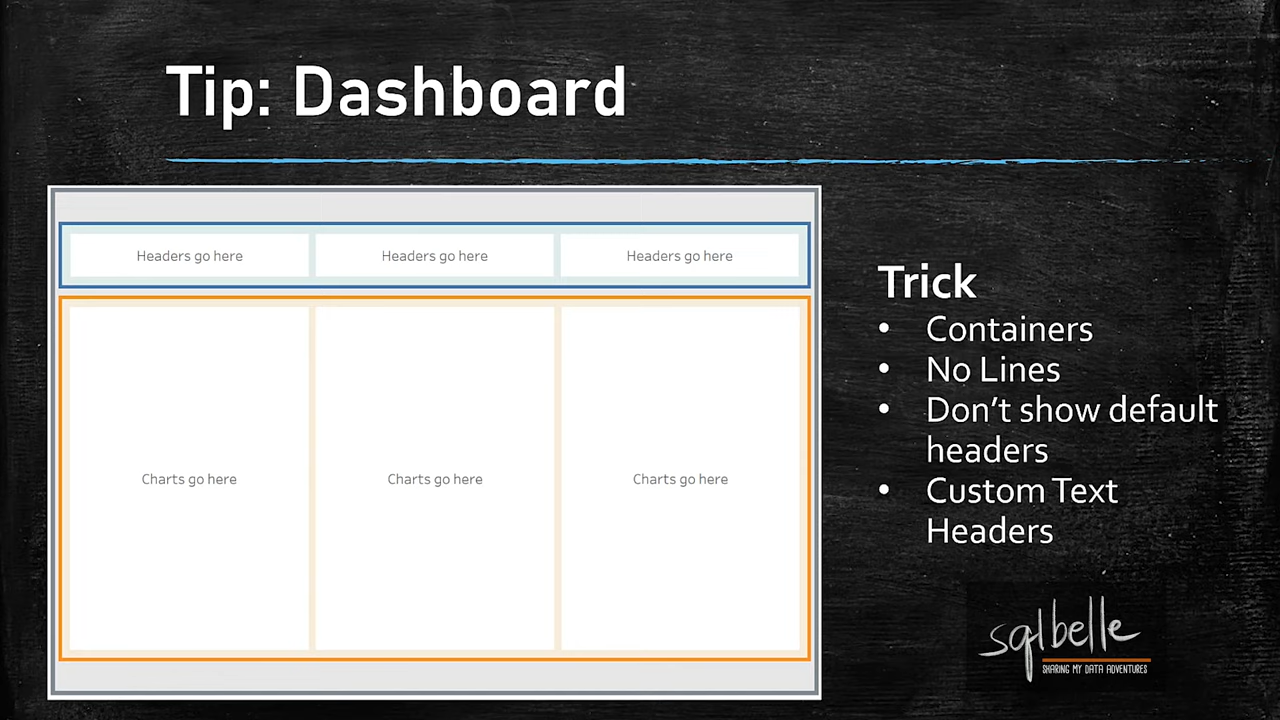 Tip: Dashboard
Headers go here
Headers go here
Headers go here
Charts go here
Charts go here
Charts go here
Trick
• Containers
• No Lines
• Don’t show default
headers
• Custom Text
Headers
sqlbelle
SHARING MY DATA ADVENTURES